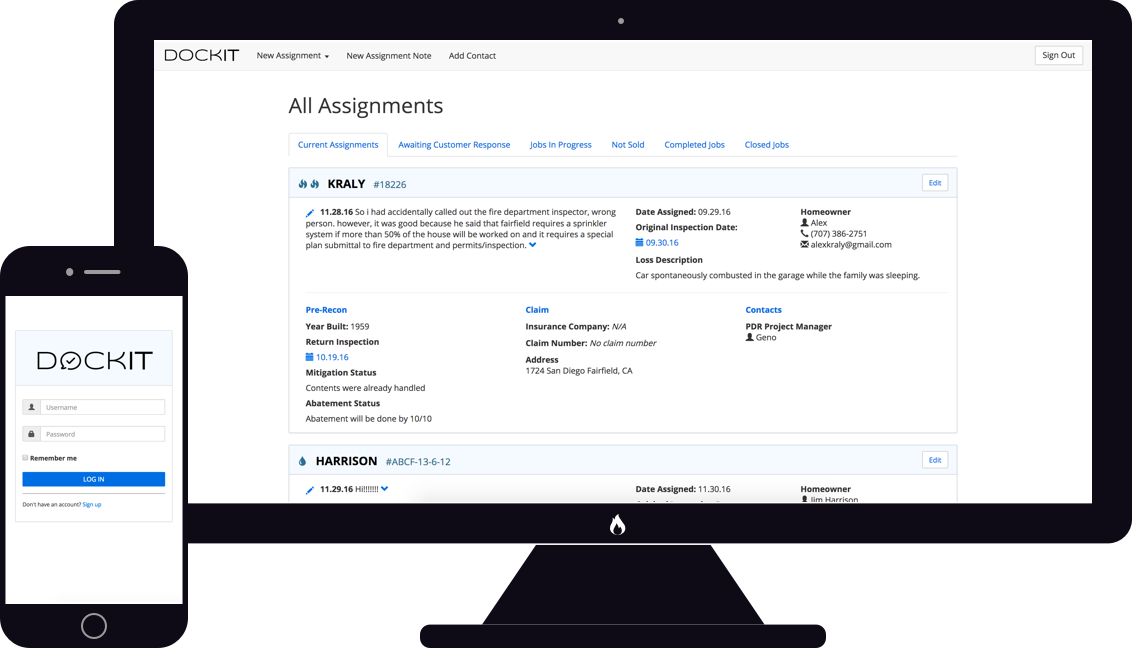 DOCKIT New Assignment New Assignment Note Add Contact Sign Out
All Assignments
Current Assignments Awaiting Customer Response Jobs In Progress Not Sold Completed Jobs Closed Jobs
KRALY #18226 Edit
11.28.16 So i had accidentally called out the fire department inspector, wrong
person. however, it was good because he said that fairfield requires a sprinkler
system if more than 50% of the house will be worked on and it requires a special
plan submittal to fire department and permits/inspection.
Date Assigned: 09.29.16
Original Inspection Date:
09.30.16
Loss Description
Car spontaneously combusted in the garage while the family was sleeping.
Homeowner
Alex
(707) 386-2751
alexkraly@gmail.com
Pre-Recon
Year Built: 1959
Return Inspection
10.19.16
Mitigation Status
Contents were already handled
Abatement Status
Abatement will be done by 10/10
Claim
Insurance Company: N/A
Claim Number: No claim number
Address
1724 San Diego Fairfield, CA
Contacts
PDR Project Manager
Geno
HARRISON #ABCF-13-6-12 Edit
11.29.16 Hi!!!!!!!
Date Assigned: 11.30.16
Homeowner
Jim Harrison
DOCKIT
Username
Password
Remember me
LOG IN
Don't have an account? Sign up